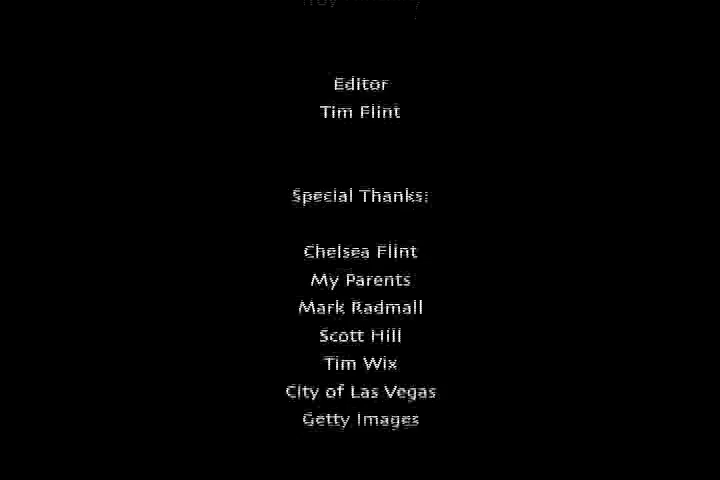 Editor
Tim Flint
Special Thanks:
Chelsea Flint
My Parents
Mark Radmall
Scott Hill
Tim Wix
City of Las Vegas
Getty Images